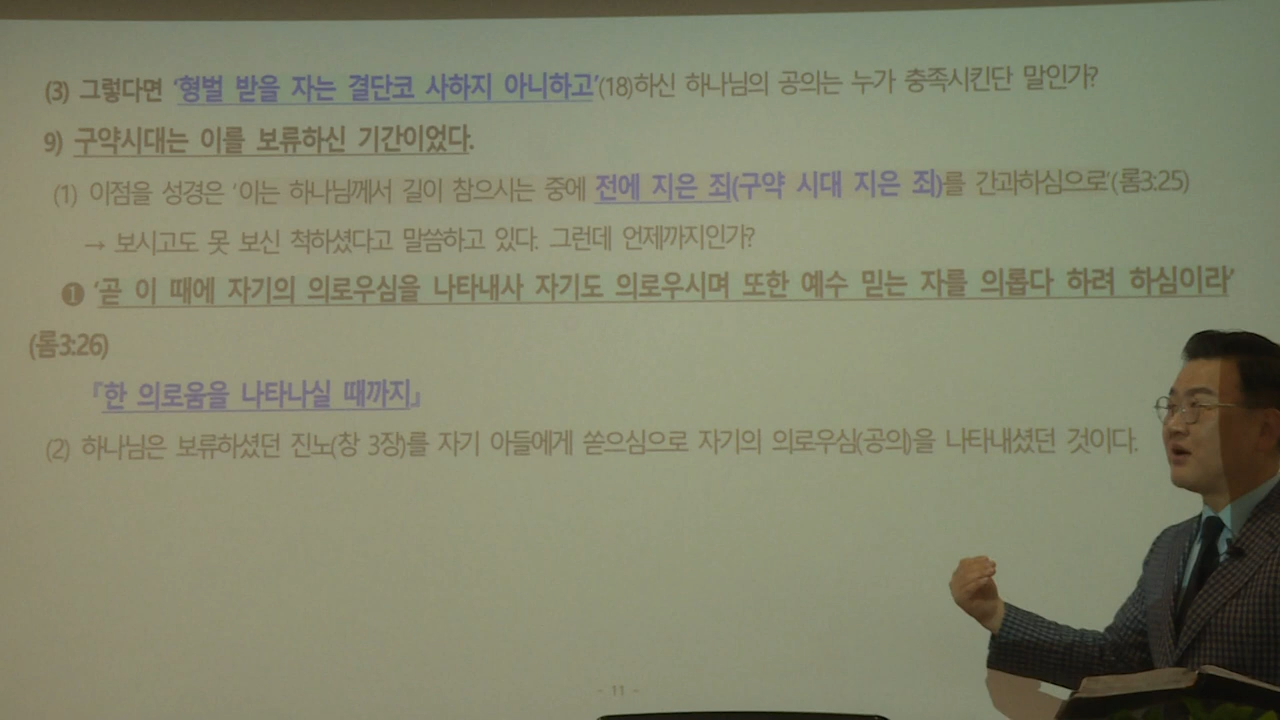 (3) 그렇다면 '형벌 받을 자는 결단코 사하지 아니하고'(18)하신 하나님의 공의는 누가 충족시킨단 말인가?
9) 구약시대는 이를 보류하신 기간이었다.
(1) 이점을 성경은 '이는 하나님께서 길이 참으시는 중에 전에 지은 죄(구약 시대 지은 죄)를 간과하심으로'(롬3:25)
→ 보시고도 못 보신 척하셨다고 말씀하고 있다. 그런데 언제까지인가?
❶ '곧 이 때에 자기의 의로우심을 나타내사 자기도 의로우시며 또한 예수 믿는 자를 의롭다 하려 하심이라'
(롬3:26)
『한 의로움을 나타나실 때까지』
(2) 하나님은 보류하셨던 진노(창 3장)를 자기 아들에게 쏟으심으로 자기의 의로우심(공의)을 나타내셨던 것이다.
- 11 -